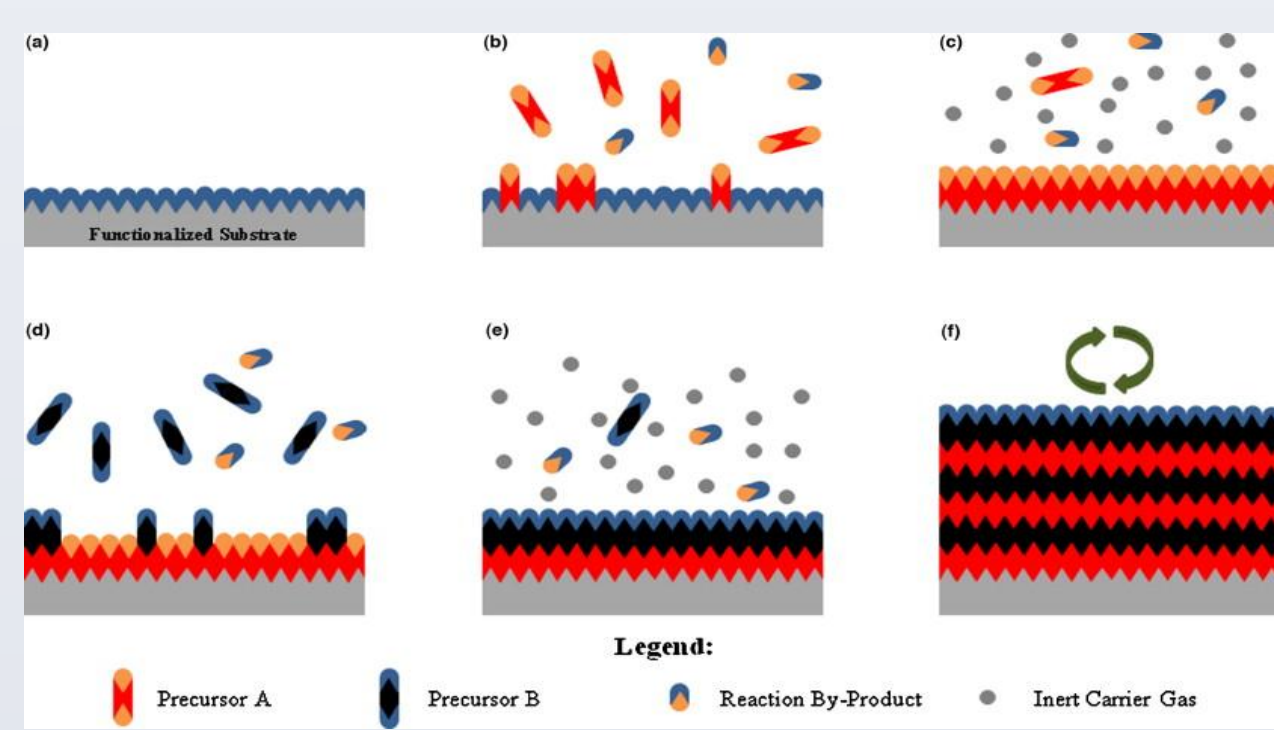 (a)
(b)
(c)
Functionalized Substrate
(d)
(e)
(f)
Legend:
Precursor A
Precursor B
Reaction By-Product
Inert Carrier Gas